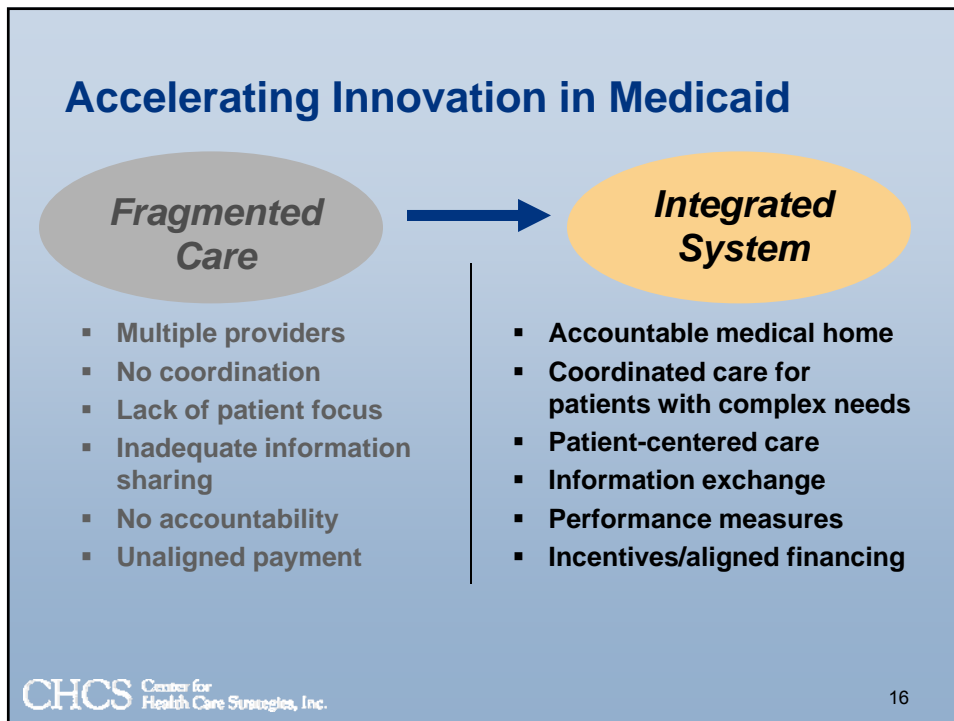 Accelerating Innovation in Medicaid
Fragmented
Care
Integrated
System
▪ Multiple providers
▪ No coordination
▪ Lack of patient focus
▪ Inadequate information
sharing
▪ No accountability
▪ Unaligned payment
▪ Accountable medical home
▪ Coordinated care for
patients with complex needs
▪ Patient-centered care
▪ Information exchange
▪ Performance measures
▪ Incentives/aligned financing
CHCS Center for
Health Care Strategies, Inc.
16